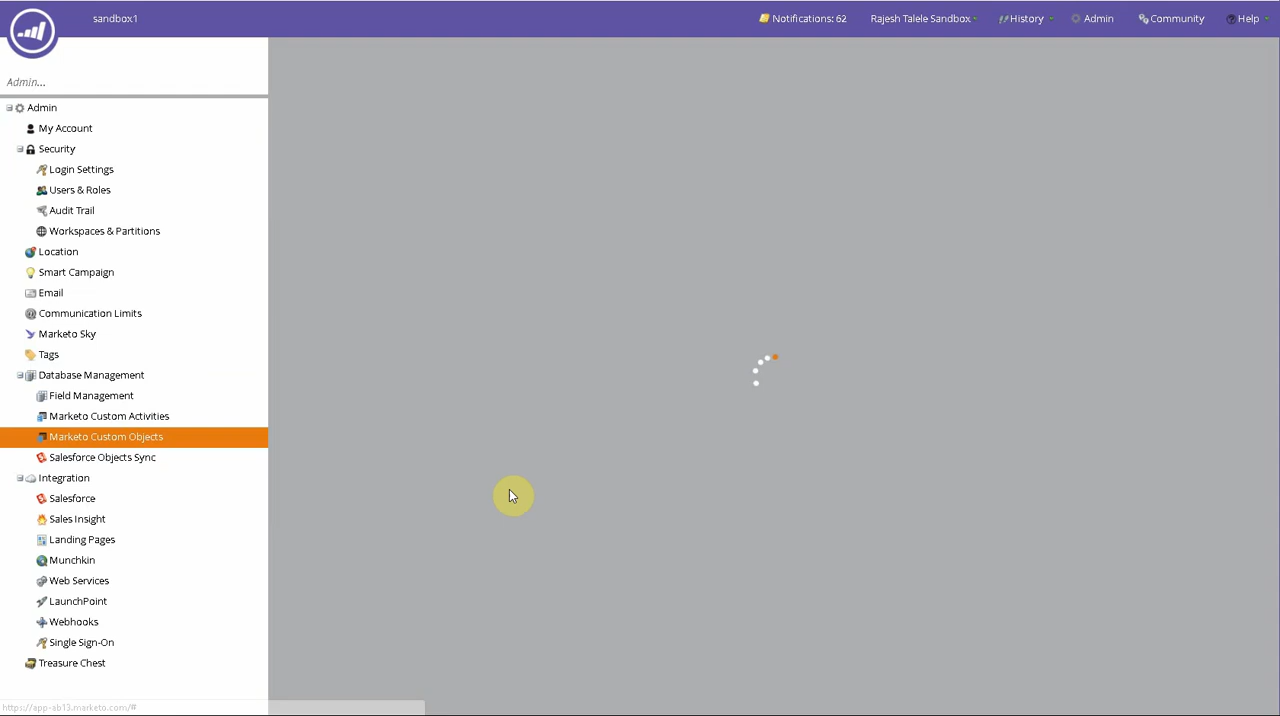 sandbox1
Notifications: 62
Rajesh Talele Sandbox
History
Admin
Community
Help
Admin...
Admin
My Account
Security
Login Settings
Users & Roles
Audit Trail
Workspaces & Partitions
Location
Smart Campaign
Email
Communication Limits
Marketo Sky
Tags
Database Management
Field Management
Marketo Custom Activities
Marketo Custom Objects
Salesforce Objects Sync
Integration
Salesforce
Sales Insight
Landing Pages
Munchkin
Web Services
LaunchPoint
Webhooks
Single Sign-On
Treasure Chest
https://app-ab13.marketo.com/#